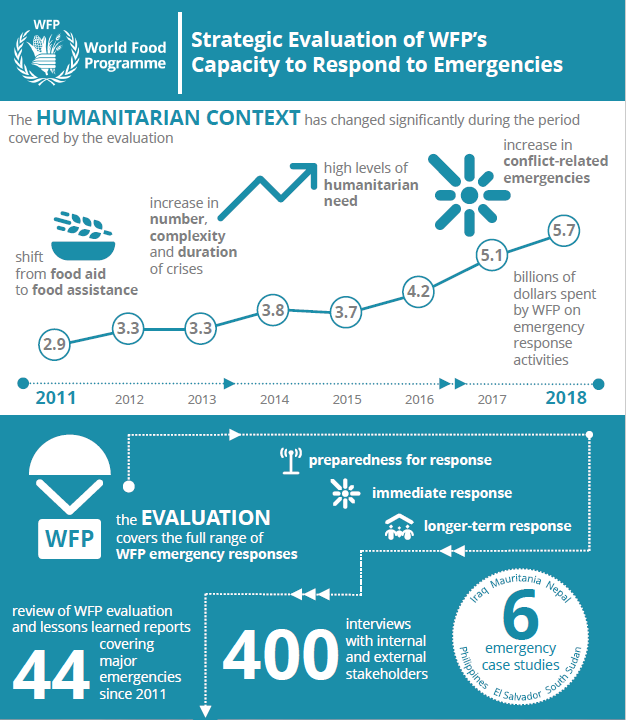 WFP
World Food
Programme
Strategic Evaluation of WFP's
Capacity to Respond to Emergencies
The HUMANITARIAN CONTEXT has changed significantly during the period
covered by the evaluation
shift
from food aid
to food assistance
increase in
number,
complexity
and duration
of crises
high levels of
humanitarian
need
increase in
conflict-related
emergencies
2.9
3.3
3.3
3.8
3.7
4.2
5.1
5.7
billions of
dollars spent
by WFP on
emergency
response
activities
2011 2012 2013 2014 2015 2016 2017 2018
WFP
the EVALUATION
covers the full range of
WFP emergency responses
preparedness for response
immediate response
longer-term response
review of WFP evaluation
and lessons learned reports
44
covering
major
emergencies
since 2011
400
interviews
with internal
and external
stakeholders
Iraq Mauritania Nepal
6
emergency
case studies
Philippines El Salvador South Sudan